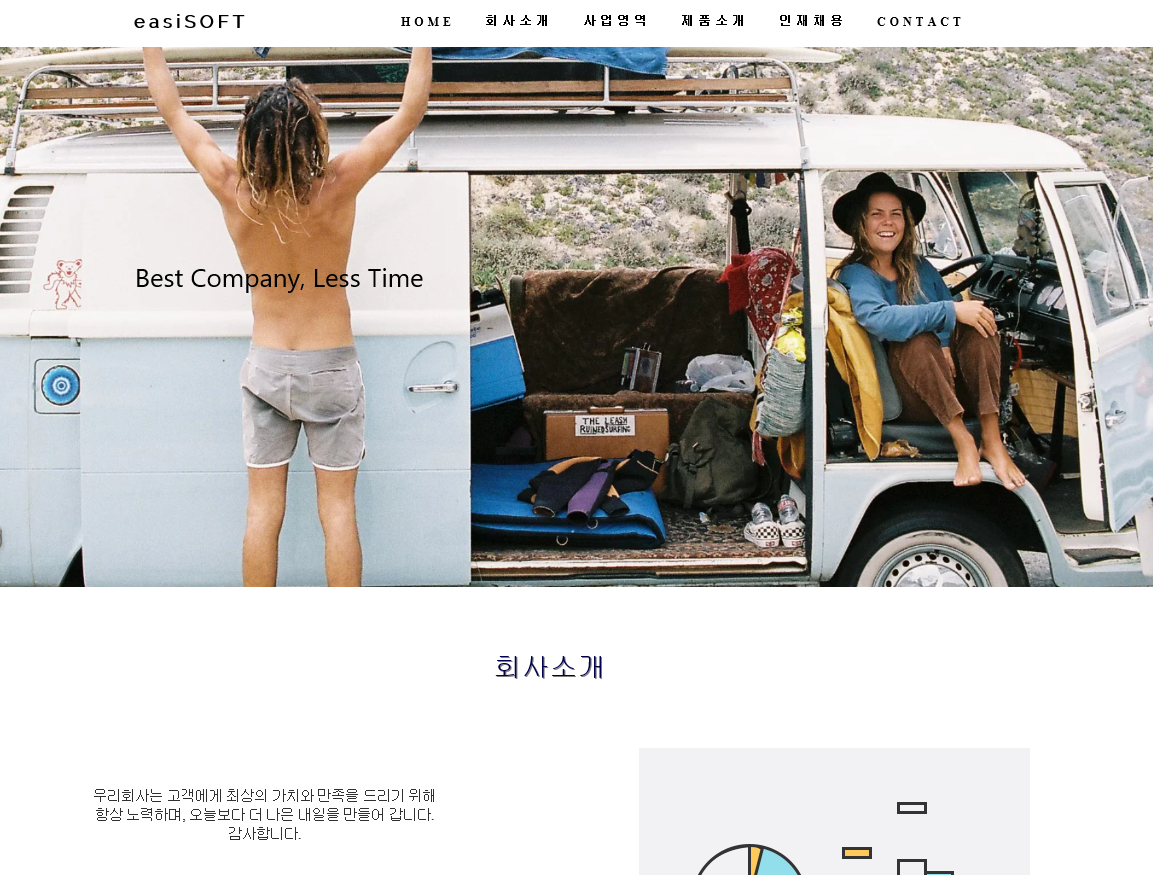 easiSOFT
HOME 회사소개 사업영역 제품소개 인재채용 CONTACT
Best Company, Less Time
THE LEASH
RUINED SURFING
회사소개
우리회사는 고객에게 최상의 가치와 만족을 드리기 위해
항상 노력하며, 오늘보다 더 나은 내일을 만들어 갑니다.
감사합니다.